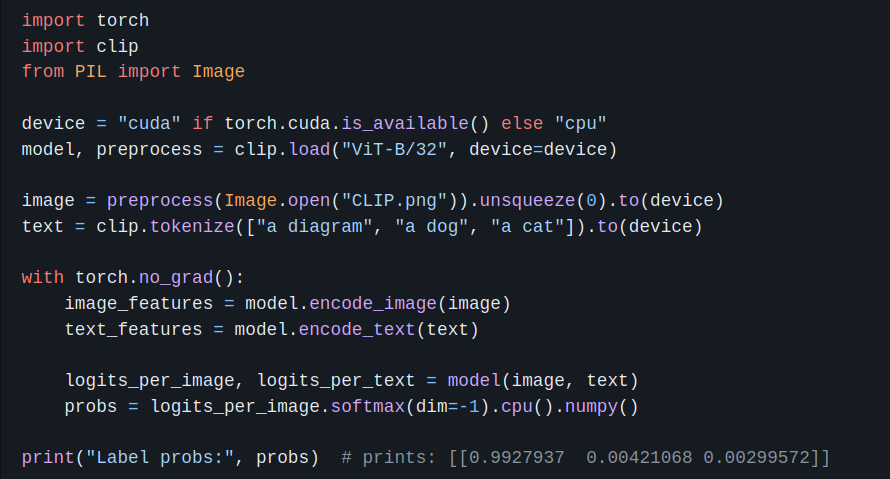 import torch
import clip
from PIL import Image
device = "cuda" if torch.cuda.is_available() else "cpu"
model, preprocess = clip.load("ViT-B/32", device=device)
image = preprocess(Image.open("CLIP.png")).unsqueeze(0).to(device)
text = clip.tokenize(["a diagram", "a dog", "a cat"]).to(device)
with torch.no_grad():
    image_features = model.encode_image(image)
    text_features = model.encode_text(text)
    logits_per_image, logits_per_text = model(image, text)
    probs = logits_per_image.softmax(dim=-1).cpu().numpy()
print("Label probs:", probs)  # prints: [[0.9927937  0.00421068 0.00299572]]